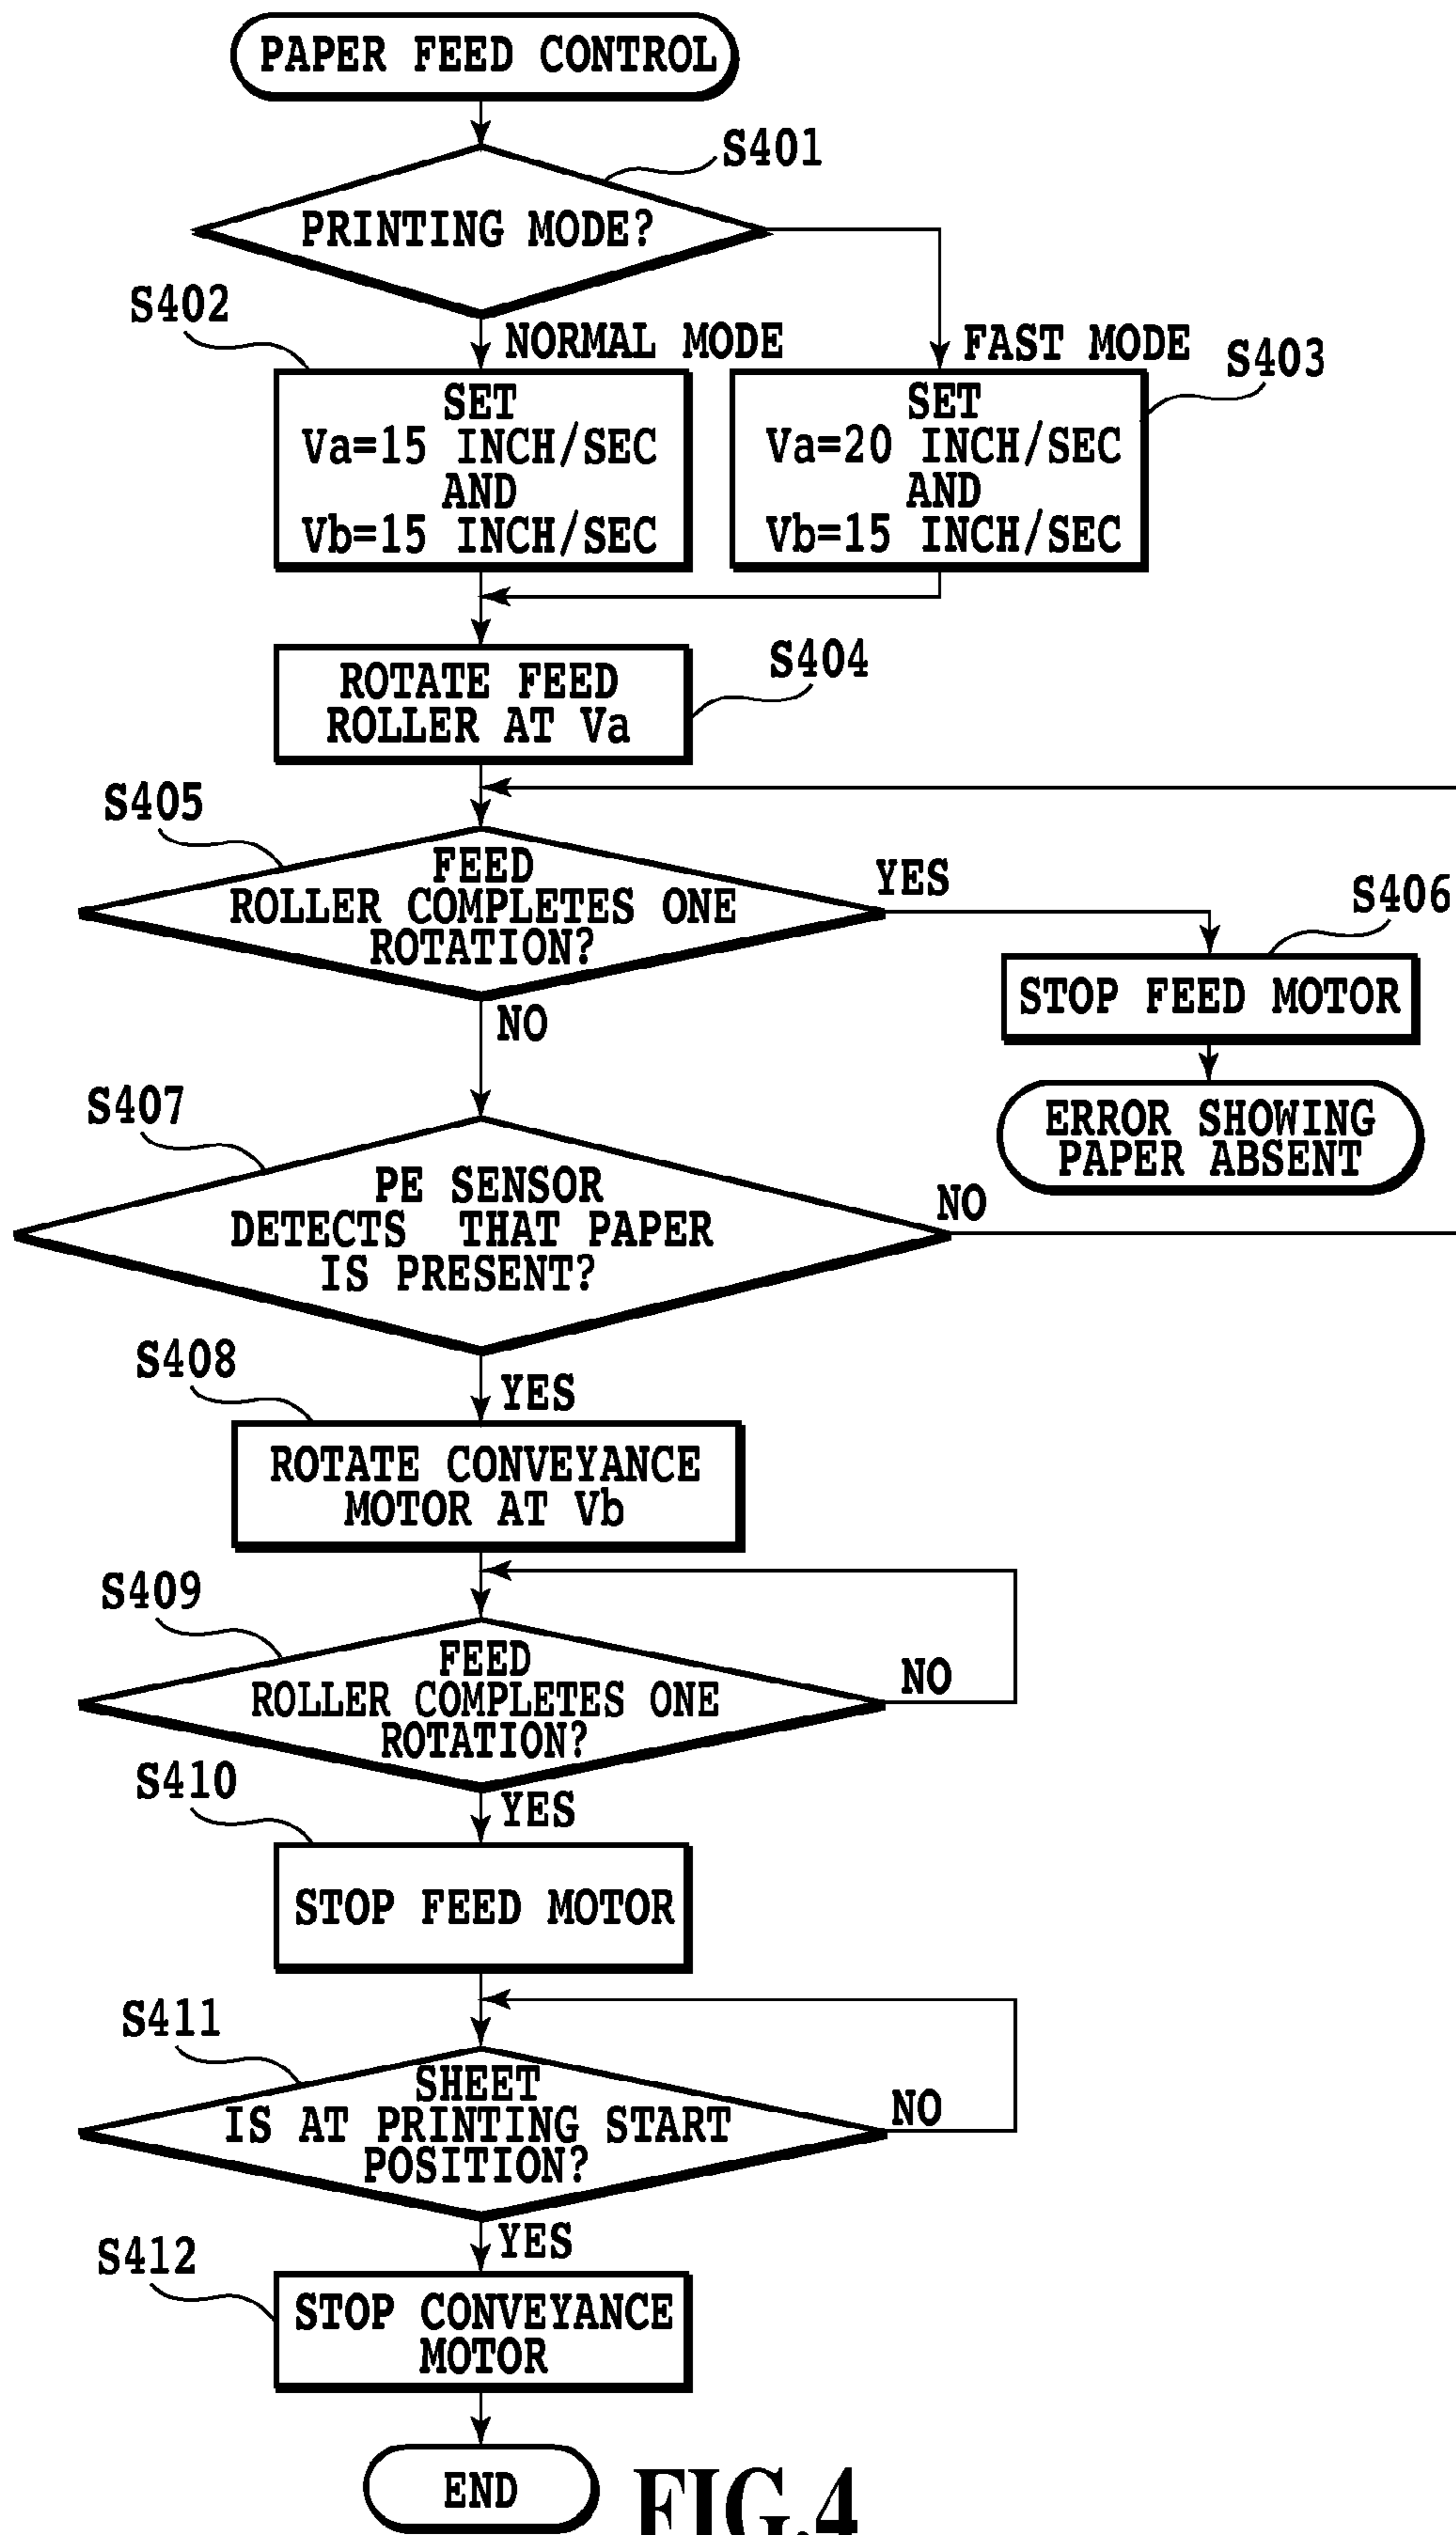 PAPER FEED CONTROL
S401
PRINTING MODE?
S402
NORMAL MODE
FAST MODE
S403
SET
Va=15 INCH/SEC
AND
Vb=15 INCH/SEC
SET
Va=20 INCH/SEC
AND
Vb=15 INCH/SEC
S404
ROTATE FEED
ROLLER AT Va
S405
FEED
ROLLER COMPLETES ONE
ROTATION?
YES
S406
STOP FEED MOTOR
NO
ERROR SHOWING
PAPER ABSENT
S407
PE SENSOR
DETECTS THAT PAPER
IS PRESENT?
NO
S408
YES
ROTATE CONVEYANCE
MOTOR AT Vb
S409
FEED
ROLLER COMPLETES ONE
ROTATION?
NO
S410
YES
STOP FEED MOTOR
S411
SHEET
IS AT PRINTING START
POSITION?
NO
S412
YES
STOP CONVEYANCE
MOTOR
END
FIG.4